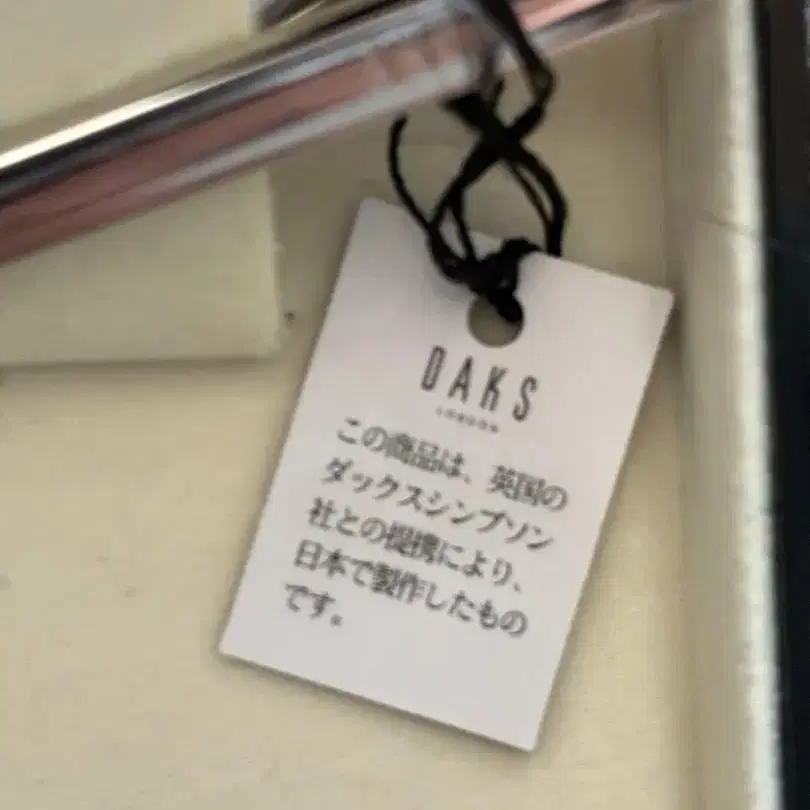 DAKS
LONDON
この商品は、英国の
ダックスシンプソン
社との提携により、
日本で製作したもの
です。